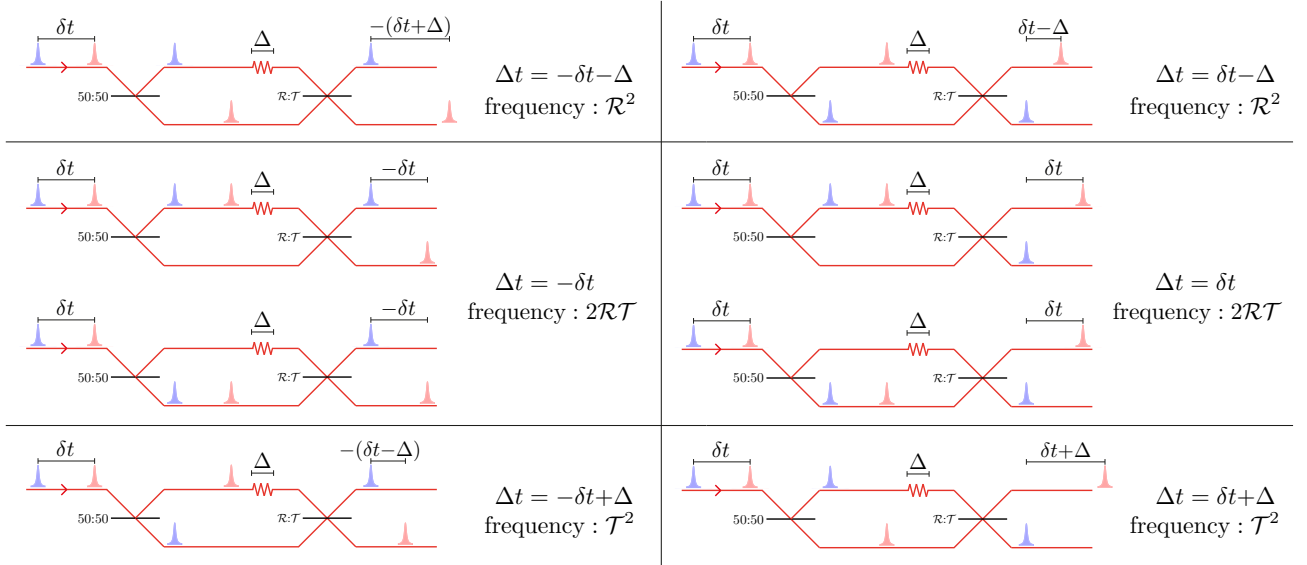 δt
Δ
−(δt+Δ)
50:50
R:T
Δt = −δt−Δ
frequency : R²
δt
Δ
δt−Δ
50:50
R:T
Δt = δt−Δ
frequency : R²
δt
Δ
−δt
50:50
R:T
δt
Δ
−δt
50:50
R:T
Δt = −δt
frequency : 2RT
δt
Δ
δt
50:50
R:T
δt
Δ
δt
50:50
R:T
Δt = δt
frequency : 2RT
δt
Δ
−(δt−Δ)
50:50
R:T
Δt = −δt+Δ
frequency : T²
δt
Δ
δt+Δ
50:50
R:T
Δt = δt+Δ
frequency : T²